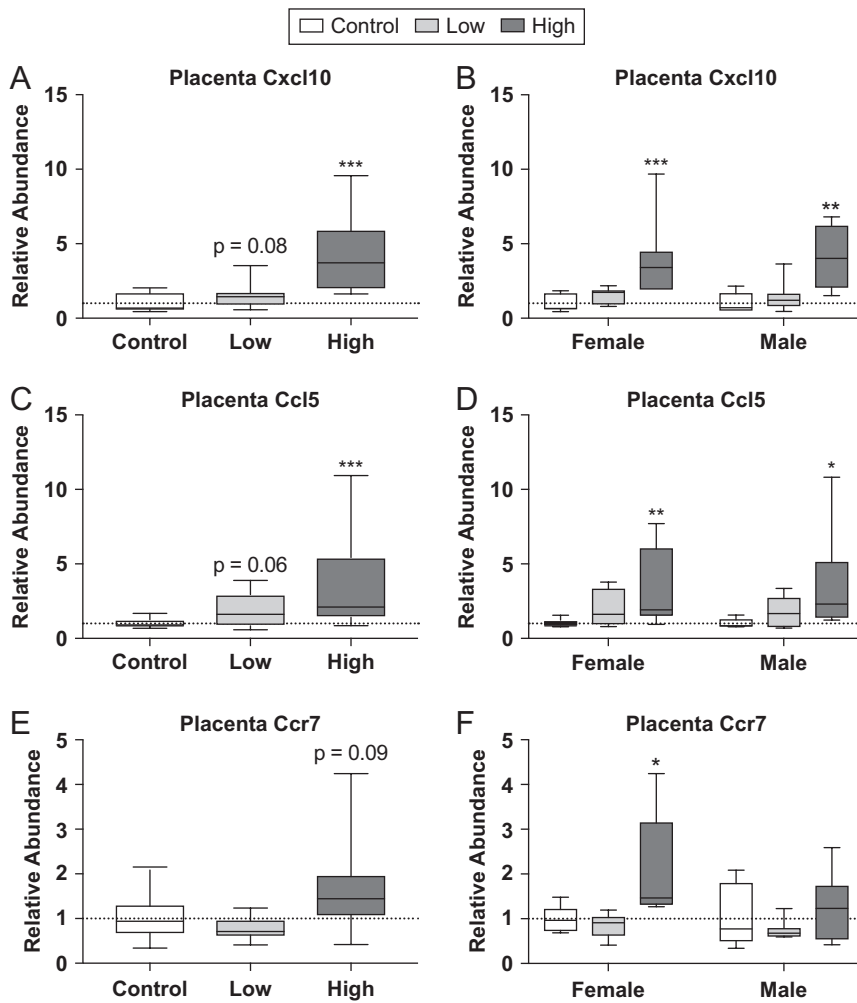 Control Low High
A Placenta Cxcl10
Relative Abundance
15
10
5
0
p = 0.08
***
Control Low High
B Placenta Cxcl10
Relative Abundance
15
10
5
0
***
**
Female Male
C Placenta Ccl5
Relative Abundance
15
10
5
0
p = 0.06
***
Control Low High
D Placenta Ccl5
Relative Abundance
15
10
5
0
**
*
Female Male
E Placenta Ccr7
Relative Abundance
5
4
3
2
1
0
p = 0.09
Control Low High
F Placenta Ccr7
Relative Abundance
5
4
3
2
1
0
*
Female Male